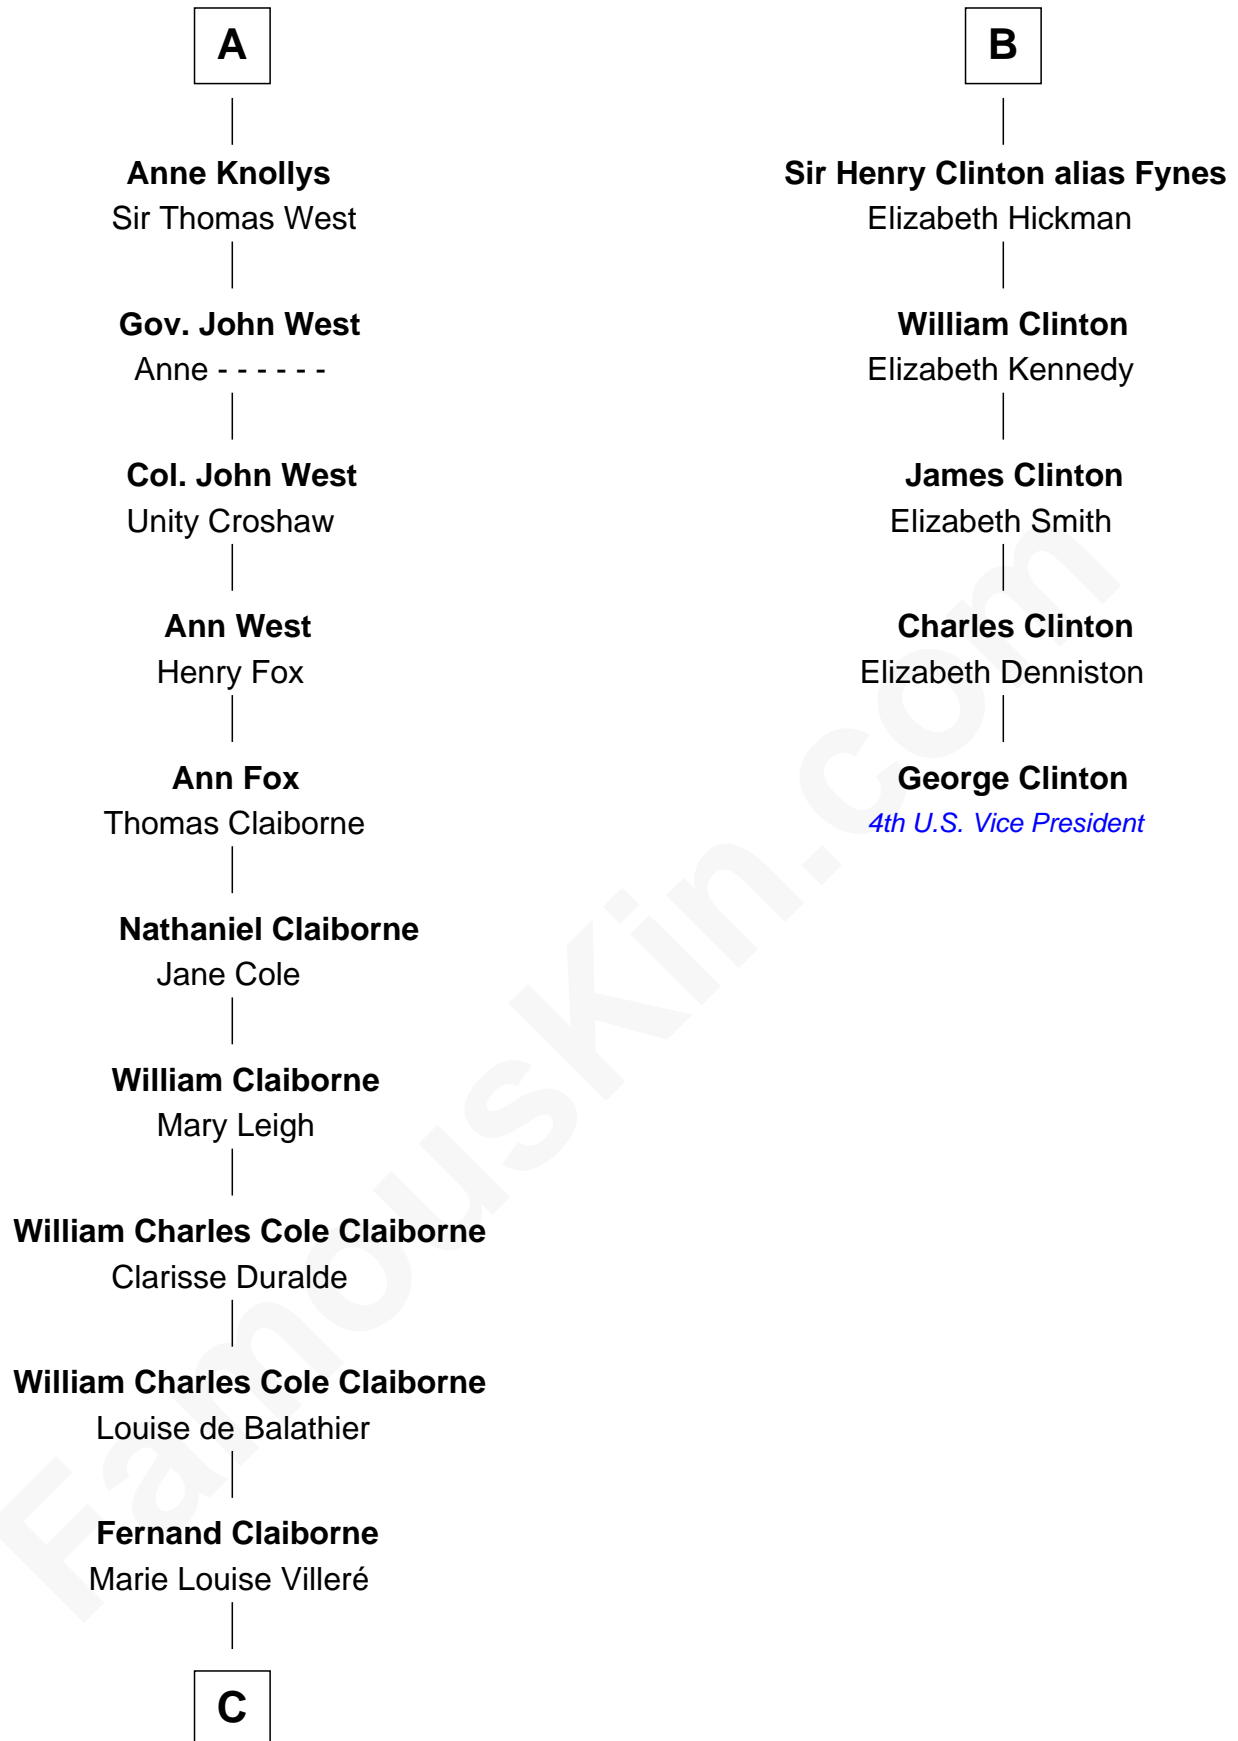 A
Anne Knollys
Sir Thomas West
Gov. John West
Anne - - - - - -
Col. John West
Unity Croshaw
Ann West
Henry Fox
Ann Fox
Thomas Claiborne
Nathaniel Claiborne
Jane Cole
William Claiborne
Mary Leigh
William Charles Cole Claiborne
Clarisse Duralde
William Charles Cole Claiborne
Louise de Balathier
Fernand Claiborne
Marie Louise Villeré
C
B
Sir Henry Clinton alias Fynes
Elizabeth Hickman
William Clinton
Elizabeth Kennedy
James Clinton
Elizabeth Smith
Charles Clinton
Elizabeth Denniston
George Clinton
4th U.S. Vice President
FamousKin.com